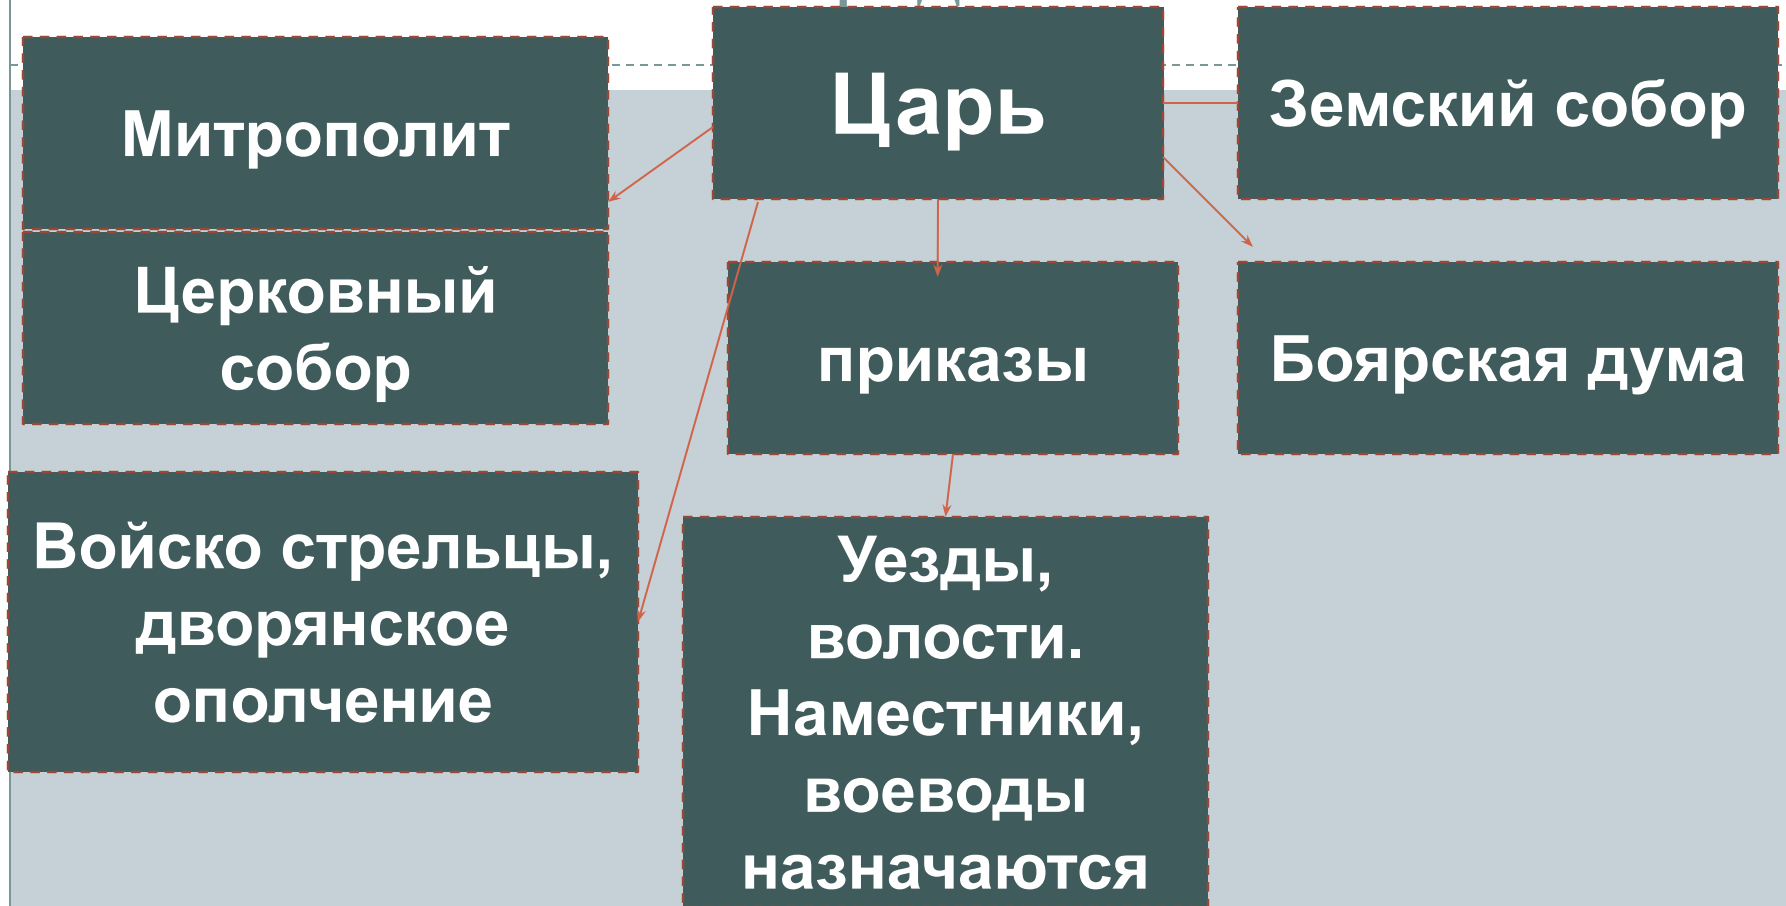 Митрополит
Царь
Земский собор
Церковный
собор
приказы
Боярская дума
Войско стрельцы,
дворянское
ополчение
Уезды,
волости.
Наместники,
воеводы
назначаются